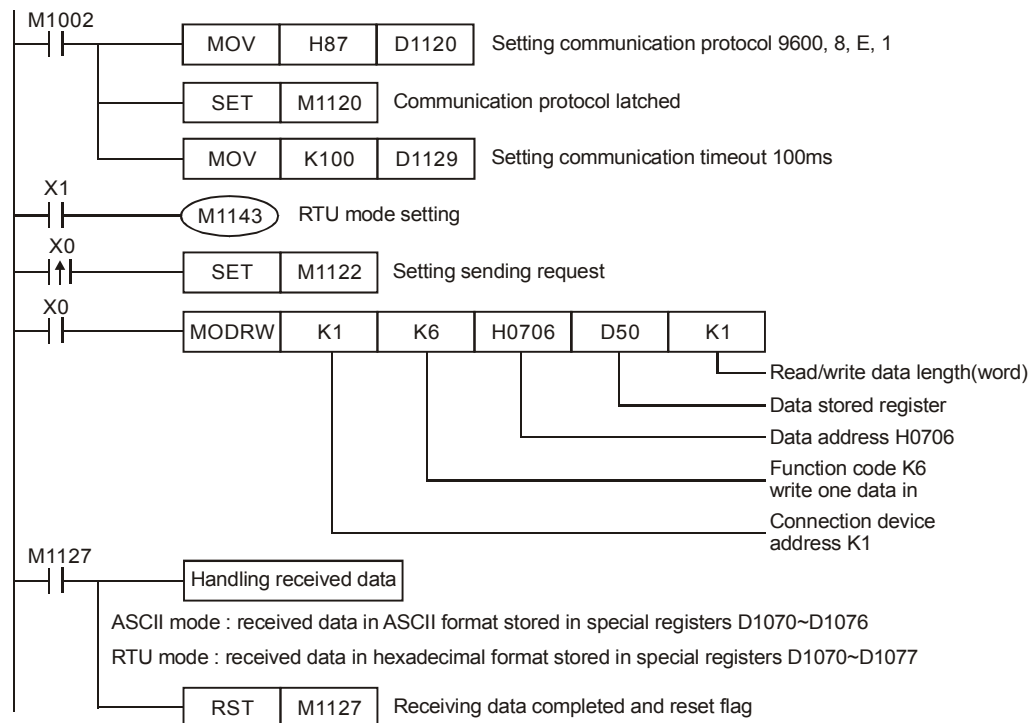 M1002
MOV H87 D1120 Setting communication protocol 9600, 8, E, 1
SET M1120 Communication protocol latched
MOV K100 D1129 Setting communication timeout 100ms
X1
M1143 RTU mode setting
X0
SET M1122 Setting sending request
X0
MODRW K1 K6 H0706 D50 K1
Read/write data length(word)
Data stored register
Data address H0706
Function code K6
write one data in
Connection device
address K1
M1127
Handling received data
ASCII mode : received data in ASCII format stored in special registers D1070~D1076
RTU mode : received data in hexadecimal format stored in special registers D1070~D1077
RST M1127 Receiving data completed and reset flag